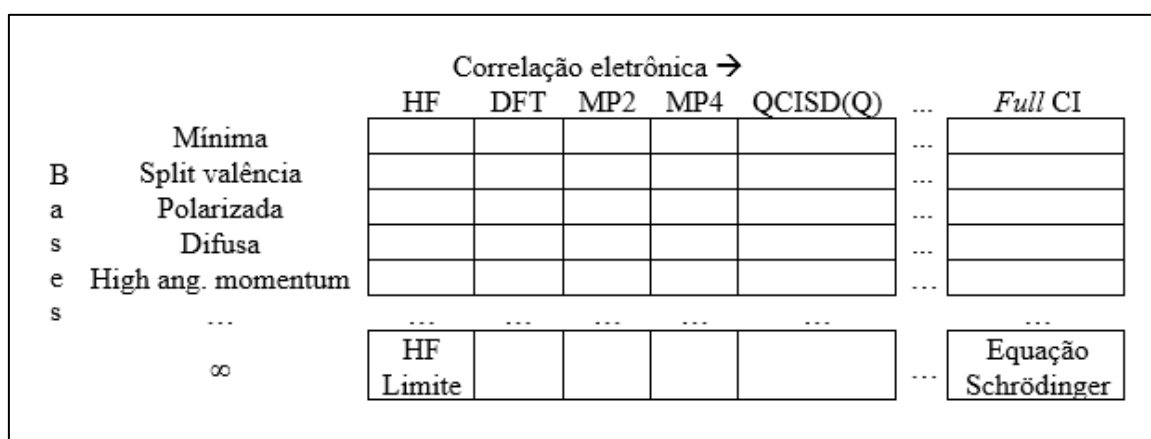 Correlação eletrônica →
HF DFT MP2 MP4 QCISD(Q) ... Full CI
Mínima ...
B Split valência ...
a Polarizada ...
s Difusa ...
e High ang. momentum ...
s ... ... ... ... ... ... ...
∞ HF Limite ... Equação Schrödinger